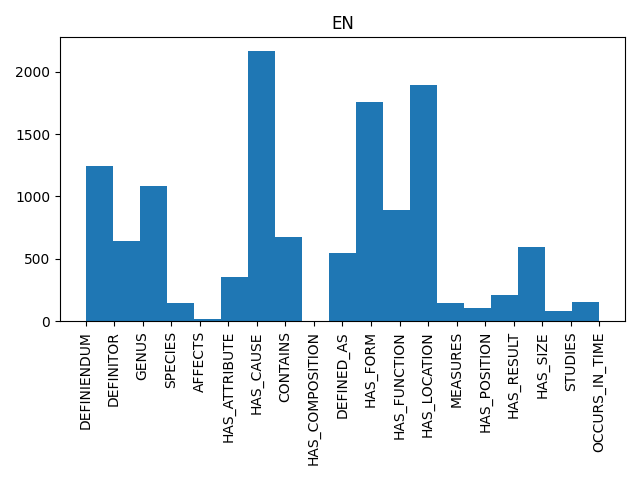 EN
2000
1500
1000
500
0
DEFINIENDUM
DEFINITOR
GENUS
SPECIES
AFFECTS
HAS_ATTRIBUTE
HAS_CAUSE
CONTAINS
HAS_COMPOSITION
DEFINED_AS
HAS_FORM
HAS_FUNCTION
HAS_LOCATION
MEASURES
HAS_POSITION
HAS_RESULT
HAS_SIZE
STUDIES
OCCURS_IN_TIME